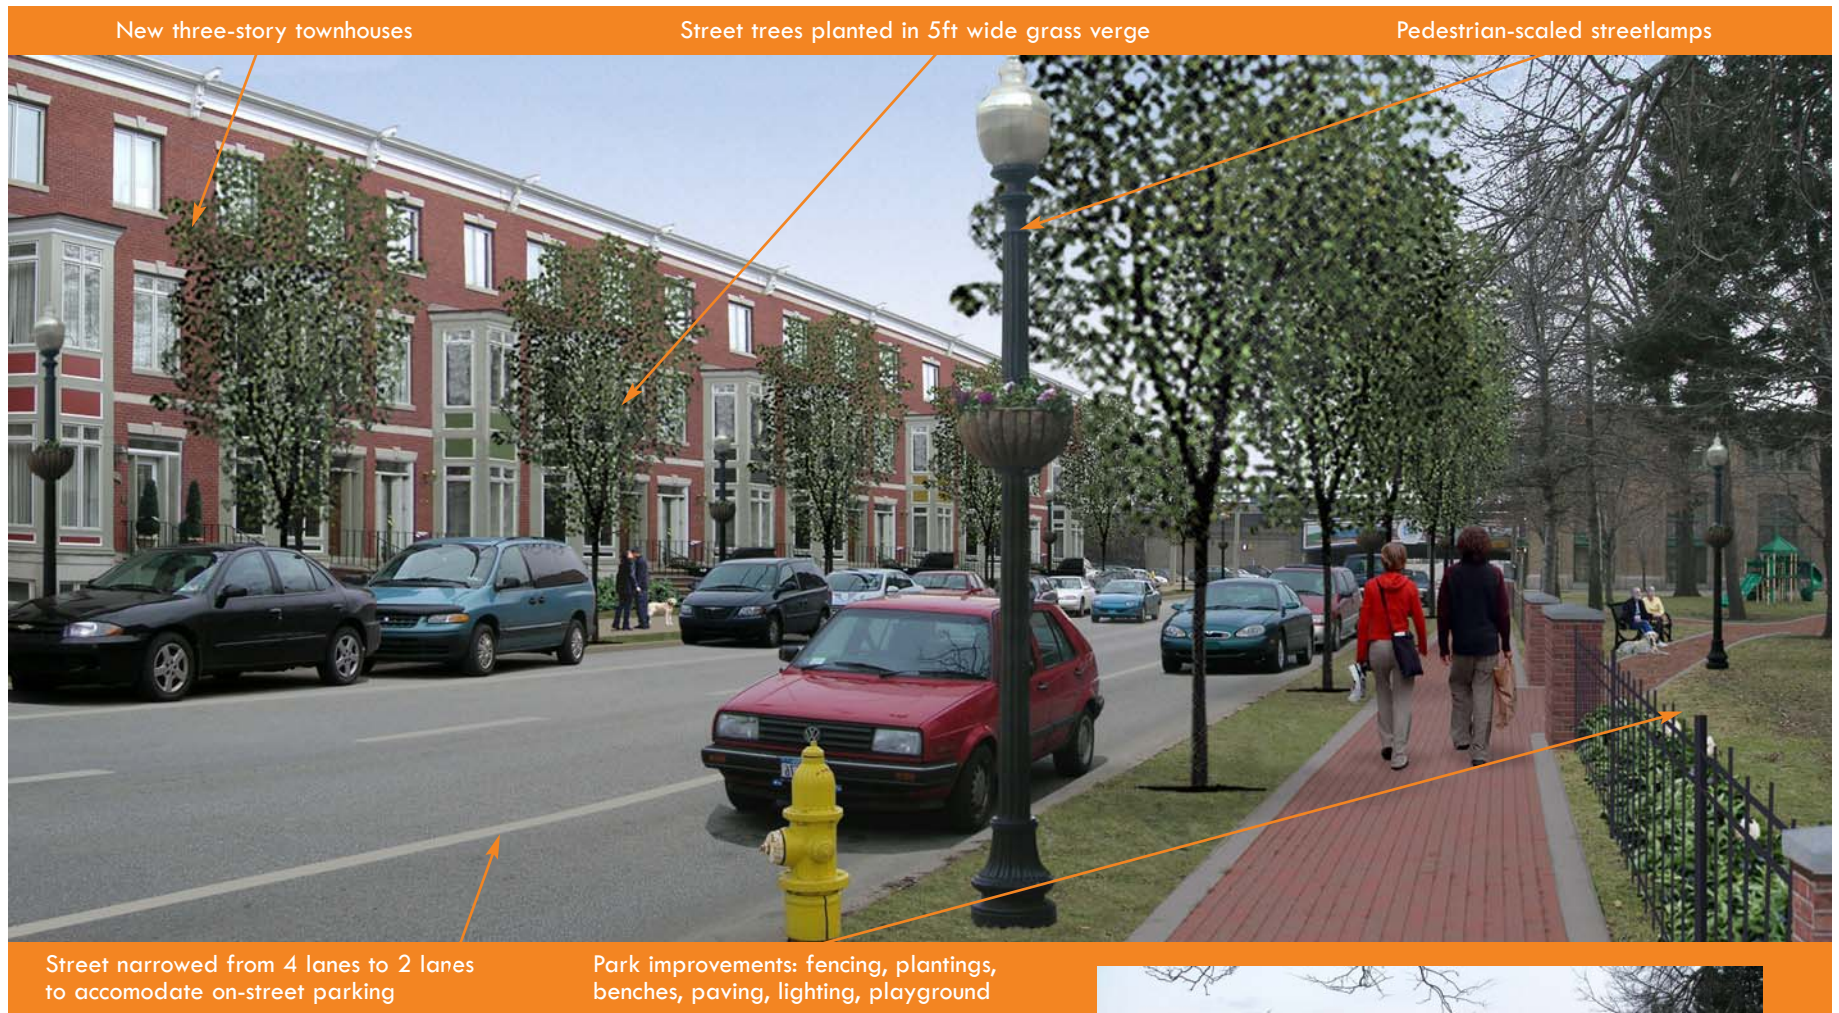 New three-story townhouses
Street trees planted in 5ft wide grass verge
Pedestrian-scaled streetlamps
Street narrowed from 4 lanes to 2 lanes
to accomodate on-street parking
Park improvements: fencing, plantings,
benches, paving, lighting, playground